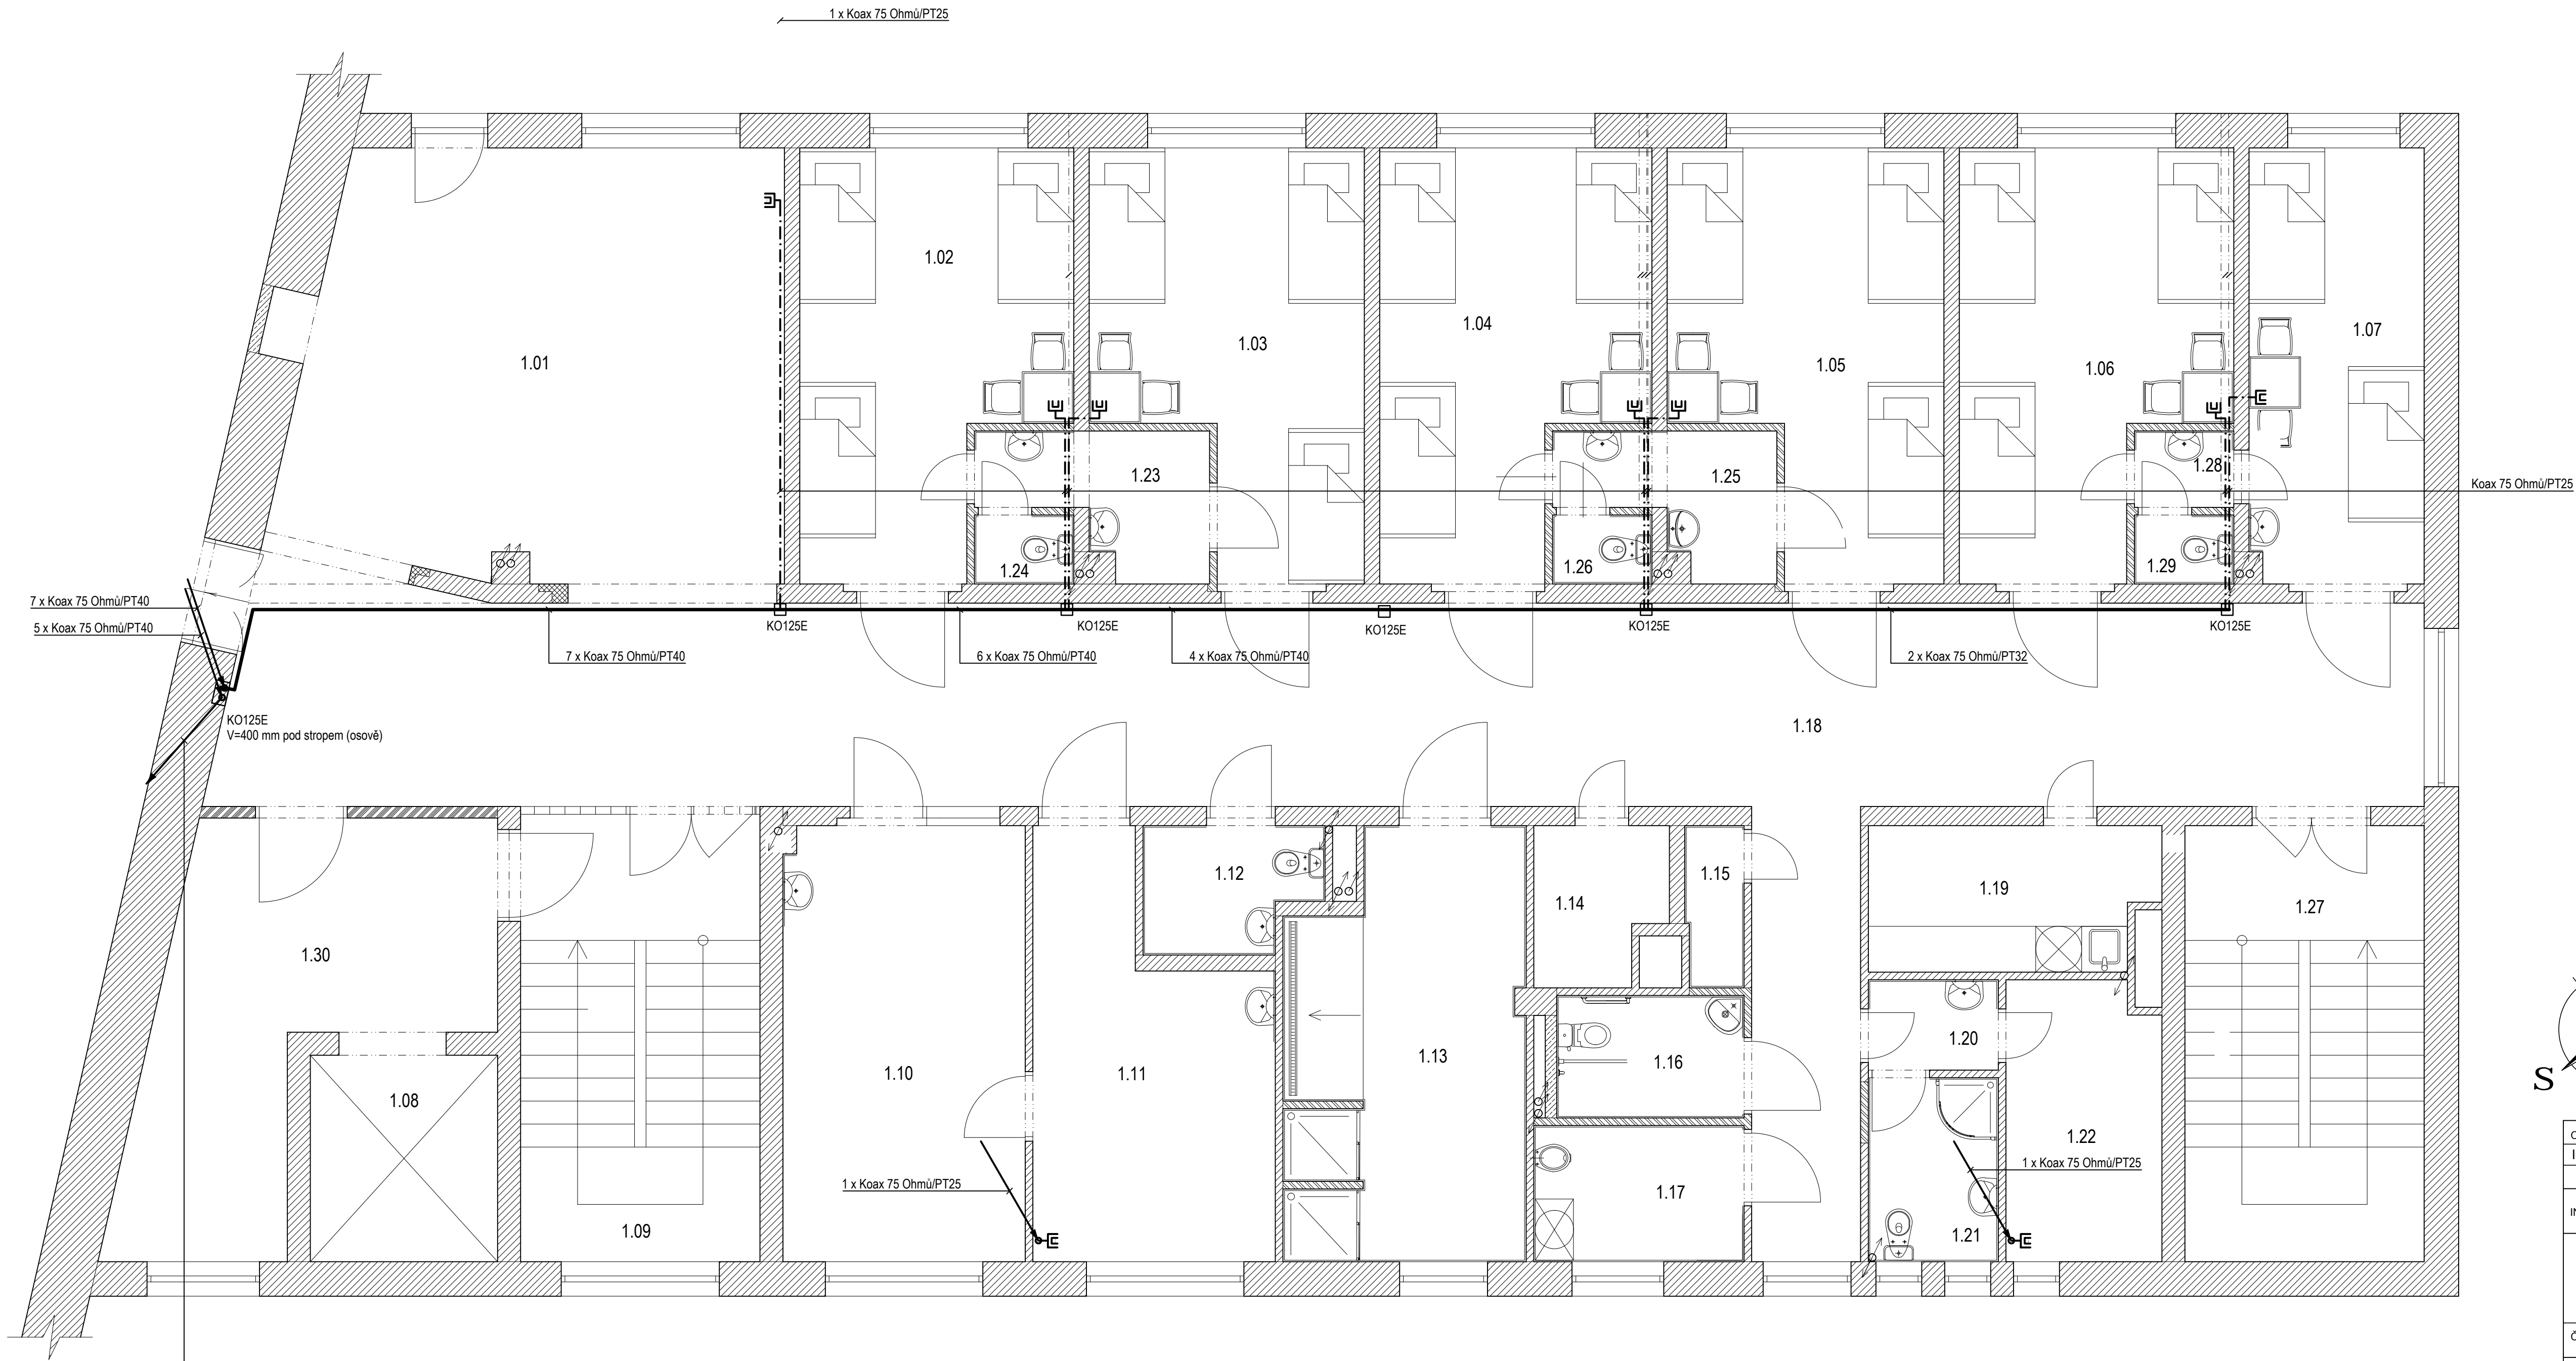 1 x Koax 75 Ohmů/PT25
1.01
1.02
1.03
1.04
1.05
1.06
1.07
1.23
1.24
1.25
1.26
1.28
1.29
Koax 75 Ohmů/PT25
7 x Koax 75 Ohmů/PT40
5 x Koax 75 Ohmů/PT40
KO125E
KO125E
KO125E
KO125E
KO125E
7 x Koax 75 Ohmů/PT40
6 x Koax 75 Ohmů/PT40
4 x Koax 75 Ohmů/PT40
2 x Koax 75 Ohmů/PT32
KO125E
V=400 mm pod stropem (osově)
1.18
1.12
1.14
1.15
1.19
1.27
1.30
1.08
1.10
1.11
1.13
1.16
1.20
1.22
1 x Koax 75 Ohmů/PT25
1 x Koax 75 Ohmů/PT25
1.17
1.09
1.21
S